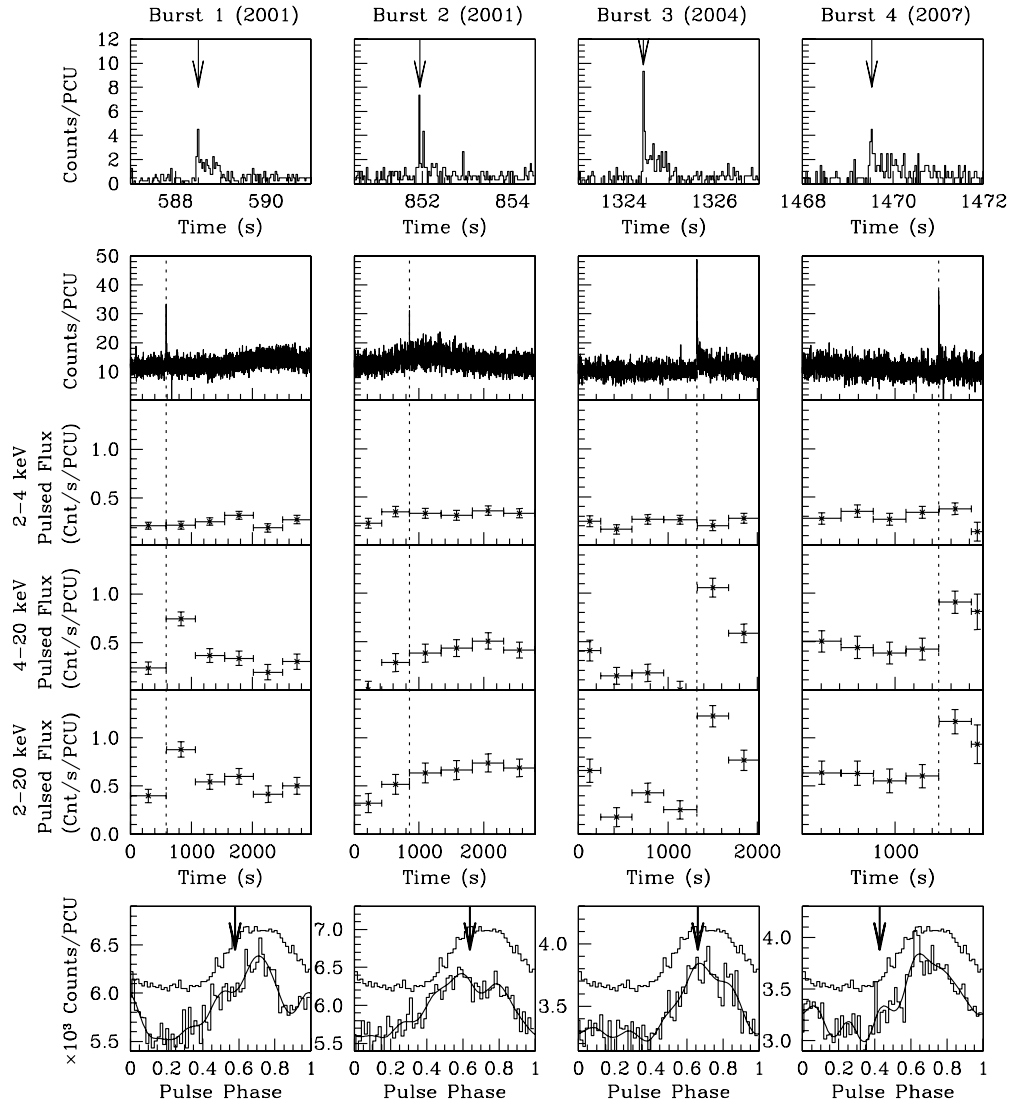 Burst 1 (2001) Burst 2 (2001) Burst 3 (2004) Burst 4 (2007)
Counts/PCU
12
10
8
6
4
2
0
588 590 852 854 1324 1326 1468 1470 1472
Time (s) Time (s) Time (s) Time (s)
Counts/PCU
50
40
30
20
10
2-4 keV
Pulsed Flux
(Cnt/s/PCU)
1.0
0.5
4-20 keV
Pulsed Flux
(Cnt/s/PCU)
1.0
0.5
2-20 keV
Pulsed Flux
(Cnt/s/PCU)
1.0
0.5
0.0
0 1000 2000 0 1000 2000 0 1000 2000 1000
Time (s) Time (s) Time (s) Time (s)
×10³ Counts/PCU
6.5
6.0
5.5
7.0
6.5
6.0
5.5
4.0
3.5
4.0
3.5
3.0
0 0.2 0.4 0.6 0.8 1 0 0.2 0.4 0.6 0.8 1 0 0.2 0.4 0.6 0.8 1 0 0.2 0.4 0.6 0.8 1
Pulse Phase Pulse Phase Pulse Phase Pulse Phase